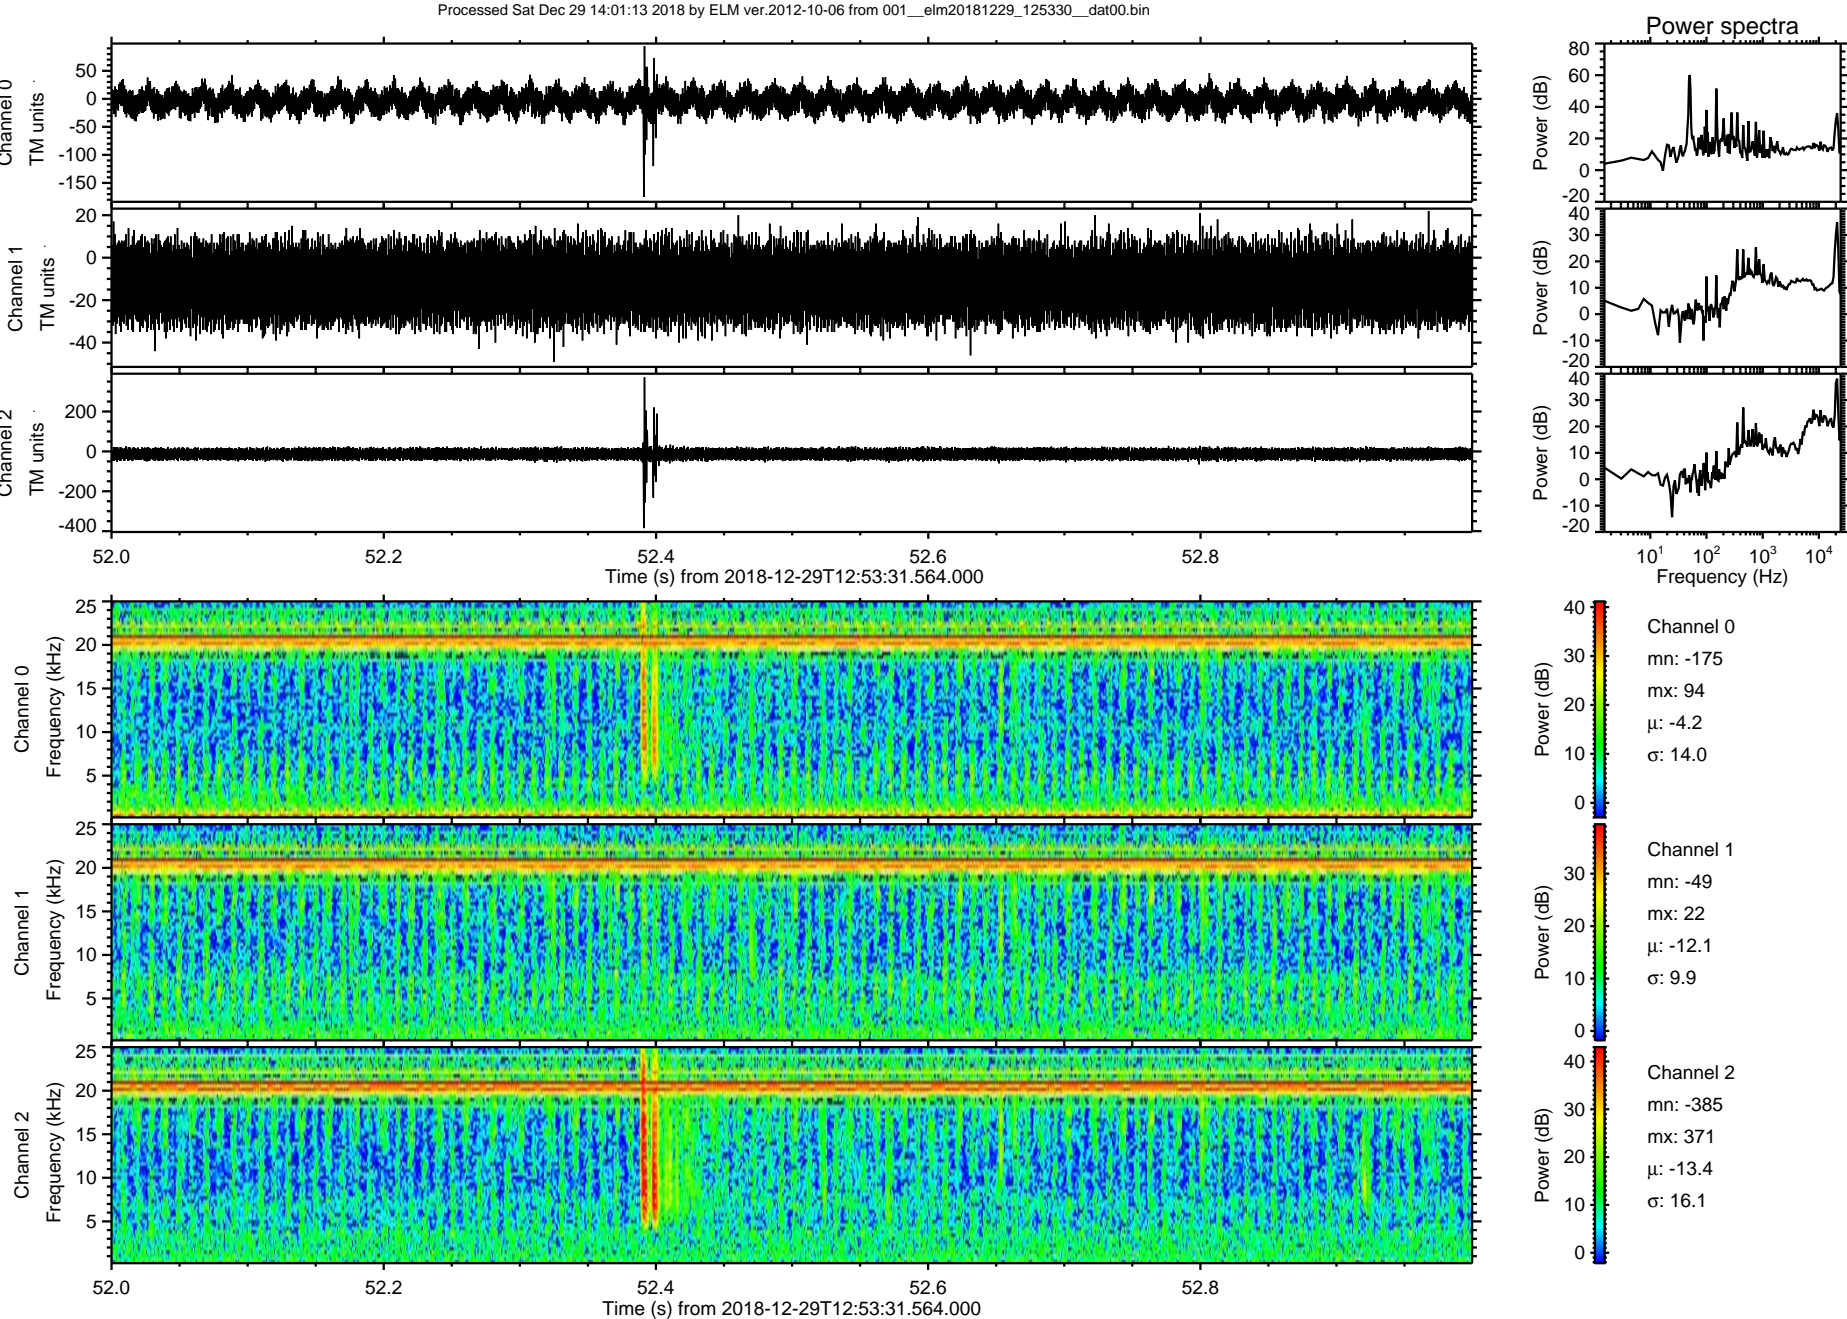 Processed Sat Dec 29 14:01:13 2018 by ELM ver.2012-10-06 from 001__elm20181229_125330__dat00.bin
Power spectra
Channel 0
TM units
50
0
-50
-100
-150
Power (dB)
80
60
40
20
0
-20
Channel 1
TM units
20
0
-20
-40
Power (dB)
40
30
20
10
0
-10
-20
Channel 2
TM units
200
0
-200
-400
Power (dB)
40
30
20
10
0
-10
-20
52.0 52.2 52.4 52.6 52.8
Time (s) from 2018-12-29T12:53:31.564.000
10¹ 10² 10³ 10⁴
Frequency (Hz)
Channel 0
Frequency (kHz)
25
20
15
10
5
Power (dB)
40
30
20
10
0
Channel 0
mn: -175
mx: 94
μ: -4.2
σ: 14.0
Channel 1
Frequency (kHz)
25
20
15
10
5
Power (dB)
30
20
10
0
Channel 1
mn: -49
mx: 22
μ: -12.1
σ: 9.9
Channel 2
Frequency (kHz)
25
20
15
10
5
Power (dB)
40
30
20
10
0
Channel 2
mn: -385
mx: 371
μ: -13.4
σ: 16.1
52.0 52.2 52.4 52.6 52.8
Time (s) from 2018-12-29T12:53:31.564.000